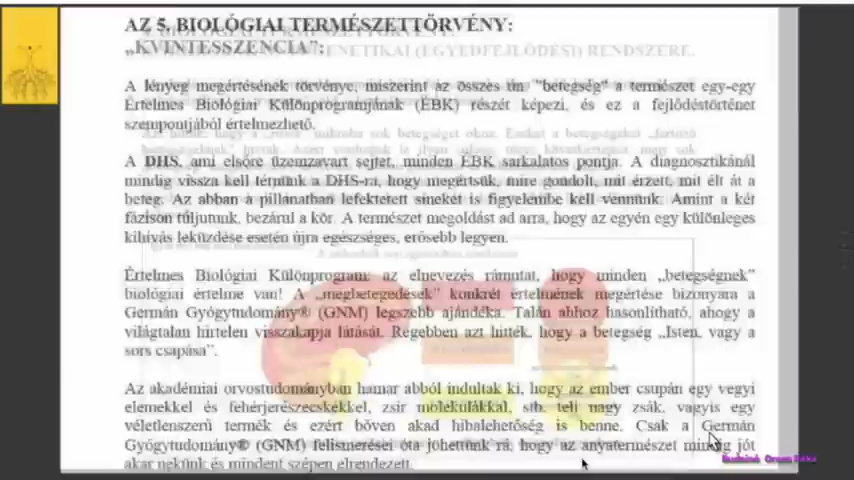 AZ 5. BIOLÓGIAI TERMÉSZETTÖRVÉNY:
„KVINTESSZENCIA”:
(EGYEDFEJLŐDÉSI) RENDSZERE.
A lényeg megértésének törvénye, miszerint az összes ún "betegség" a természet egy-egy
Értelmes Biológiai Különprogramjának (ÉBK) részét képezi, és ez a fejlődéstörténet
szempontjából értelmezhető.
A DHS, ami elsőre üzemzavart sejtet, minden ÉBK sarkalatos pontja. A diagnosztikánál
mindig vissza kell térnünk a DHS-ra, hogy megértsük, mire gondolt, mit érzett, mit élt át a
beteg. Az abban a pillanatban lefektetett síneket is figyelembe kell vennünk. Amint a két
fázison túljutunk, bezárul a kör. A természet megoldást ad arra, hogy az egyén egy különleges
kihívás leküzdése esetén újra egészséges, erősebb legyen.
Értelmes Biológiai Különprogram: az elnevezés rámutat, hogy minden „betegségnek”
biológiai értelme van! A „megbetegedések” konkrét értelmének megértése bizonyára a
Germán Gyógytudomány® (GNM) legszebb ajándéka. Talán ahhoz hasonlítható, ahogy a
világtalan hirtelen visszakapja látását. Régebben azt hitték, hogy a betegség „Isten, vagy a
sors csapása”.
Az akadémiai orvostudományban hamar abból indultak ki, hogy az ember csupán egy vegyi
elemekkel és fehérjerészecskékkel, zsír molekulákkal, stb. teli nagy zsák, vagyis egy
véletlenszerű termék és ezért bőven akad hibalehetőség is benne. Csak a Germán
Gyógytudomány® (GNM) felismerései óta jöhettünk rá, hogy az anyatermészet mindig jót
akar nekünk és mindent szépen elrendezett.